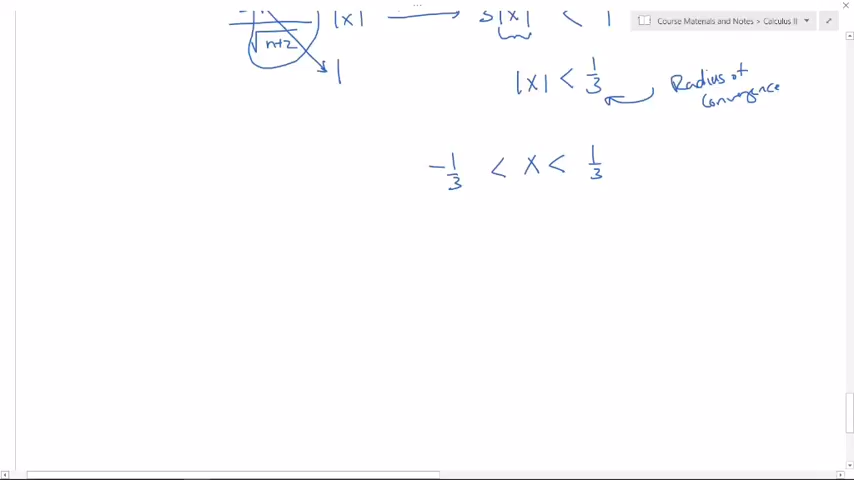 Course Materials and Notes > Calculus II
√n+2 |x| → 3|x| < 1
1
|x| < 1/3
Radius of
Convergence
-1/3 < x < 1/3